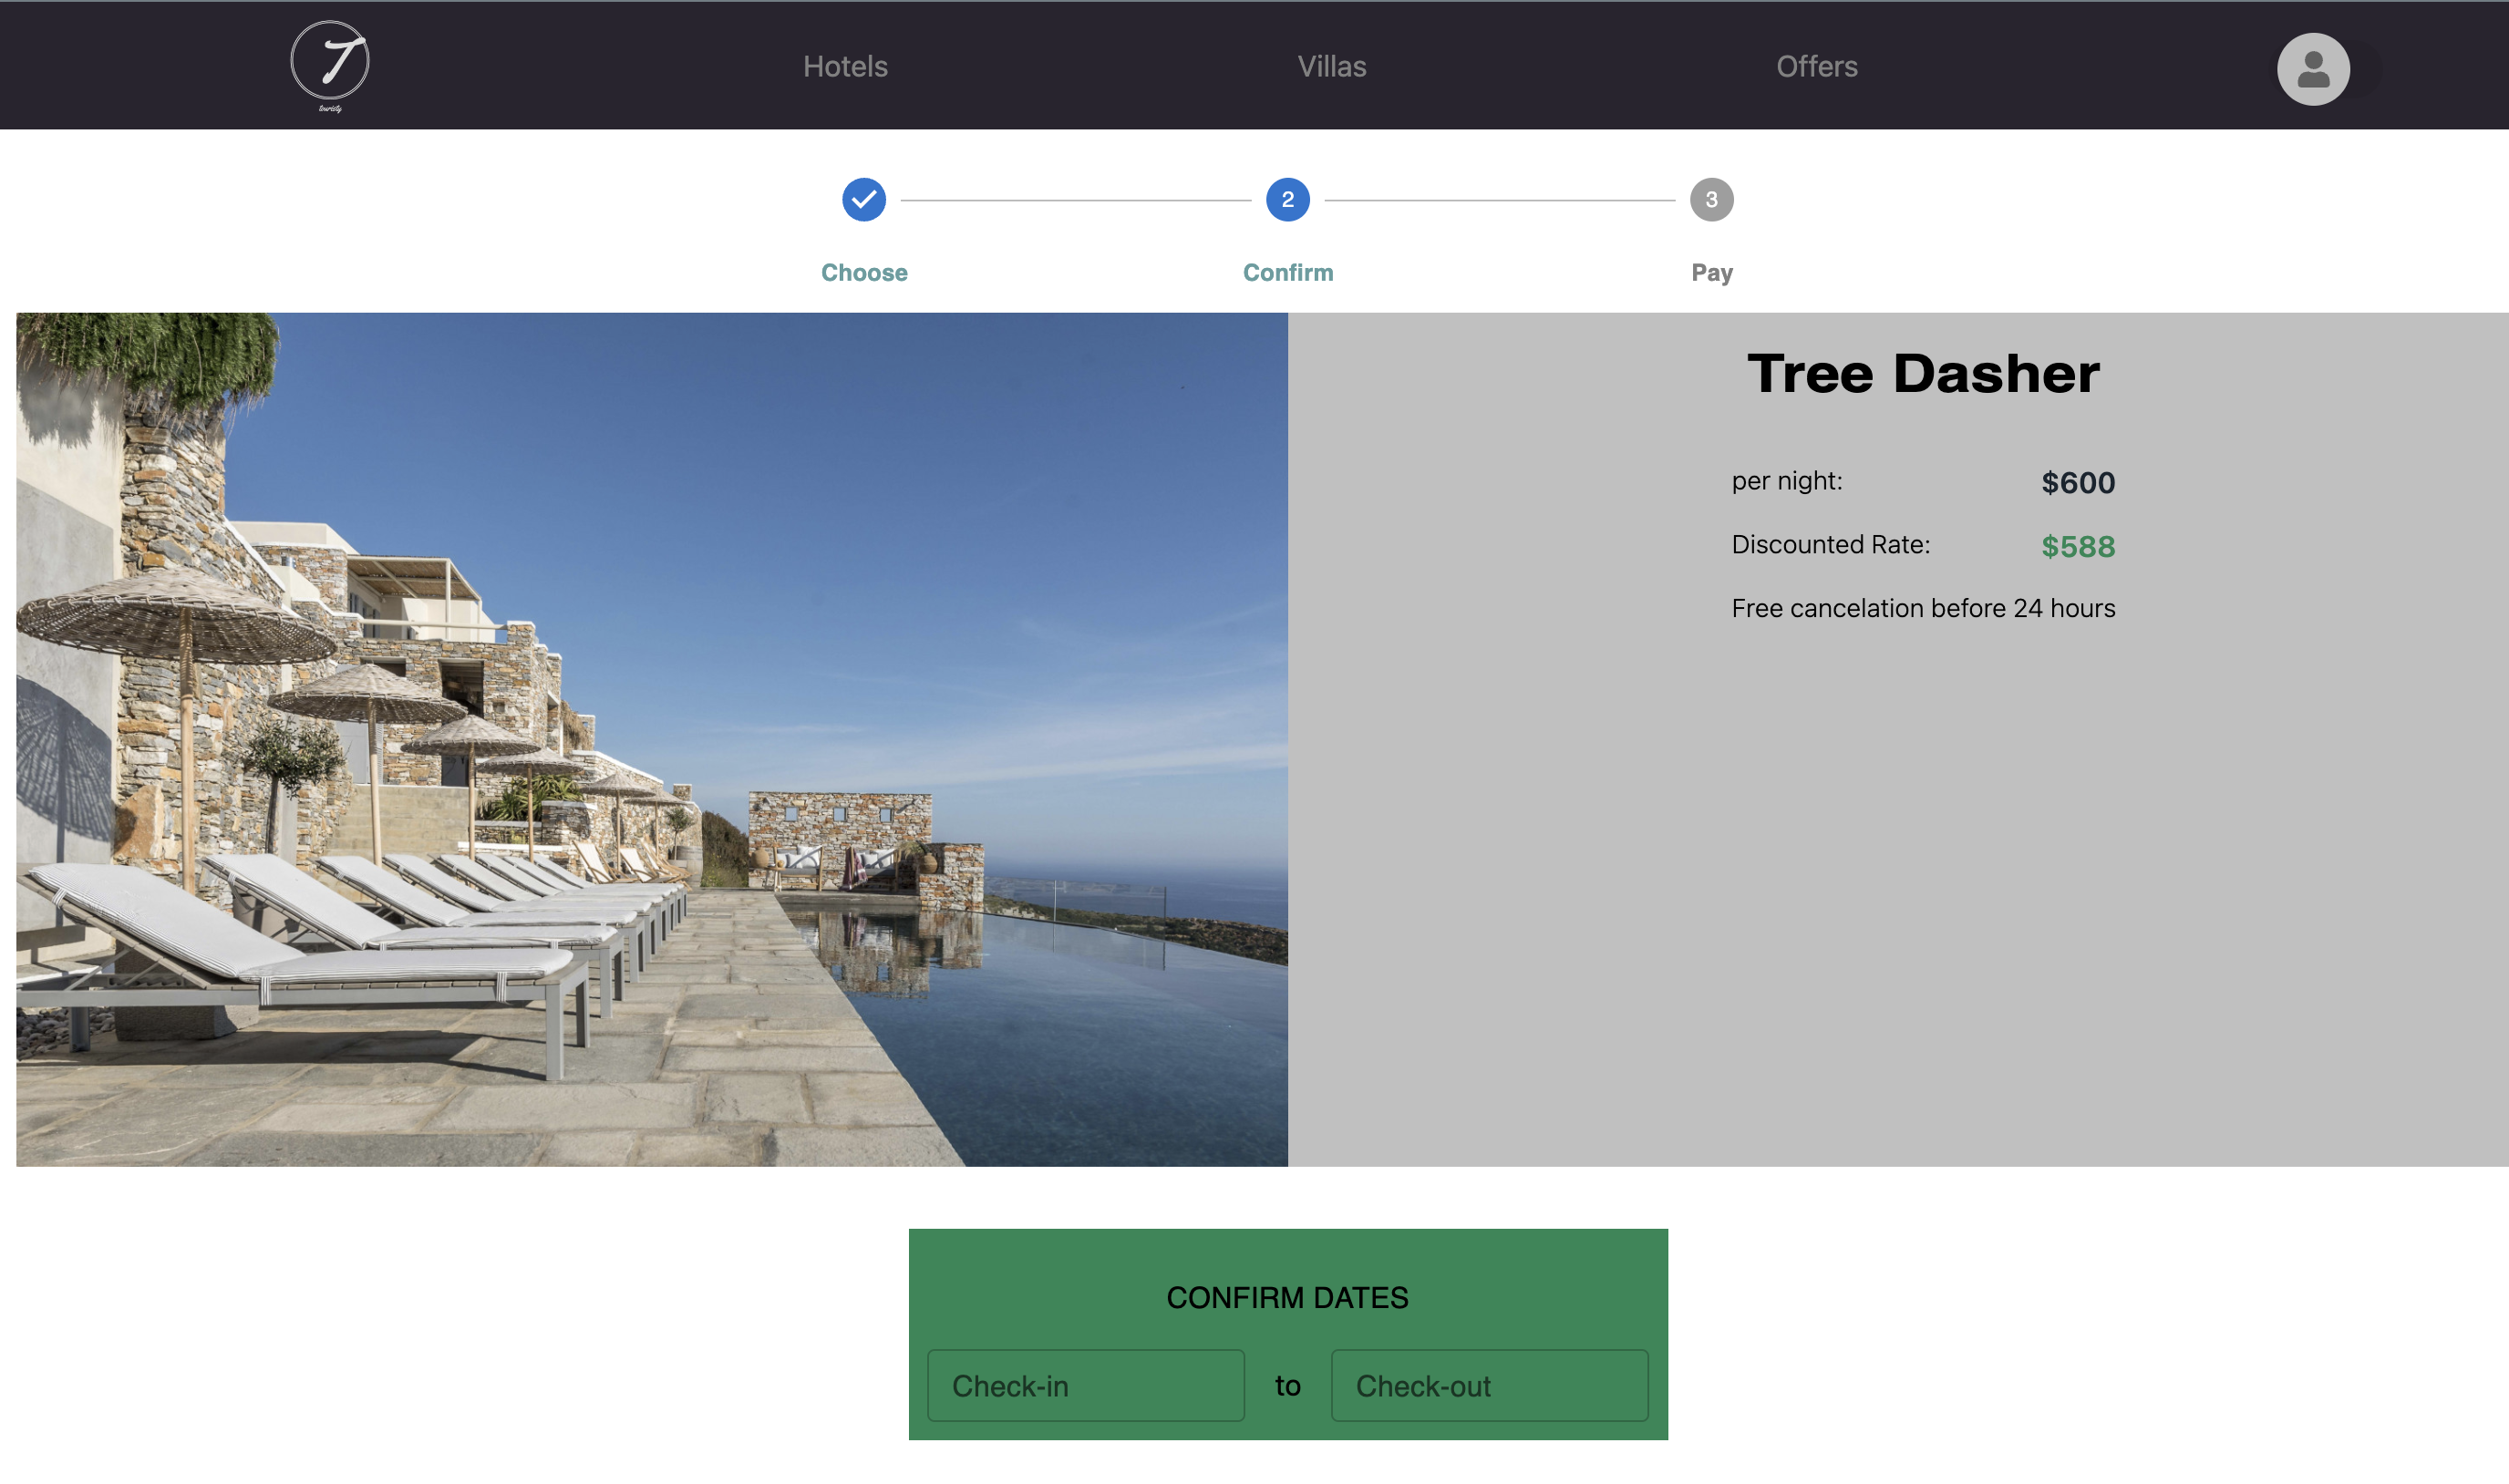 T
touristy
Hotels Villas Offers
2 3
Choose Confirm Pay
Tree Dasher
per night: $600
Discounted Rate: $588
Free cancelation before 24 hours
CONFIRM DATES
Check-in to Check-out